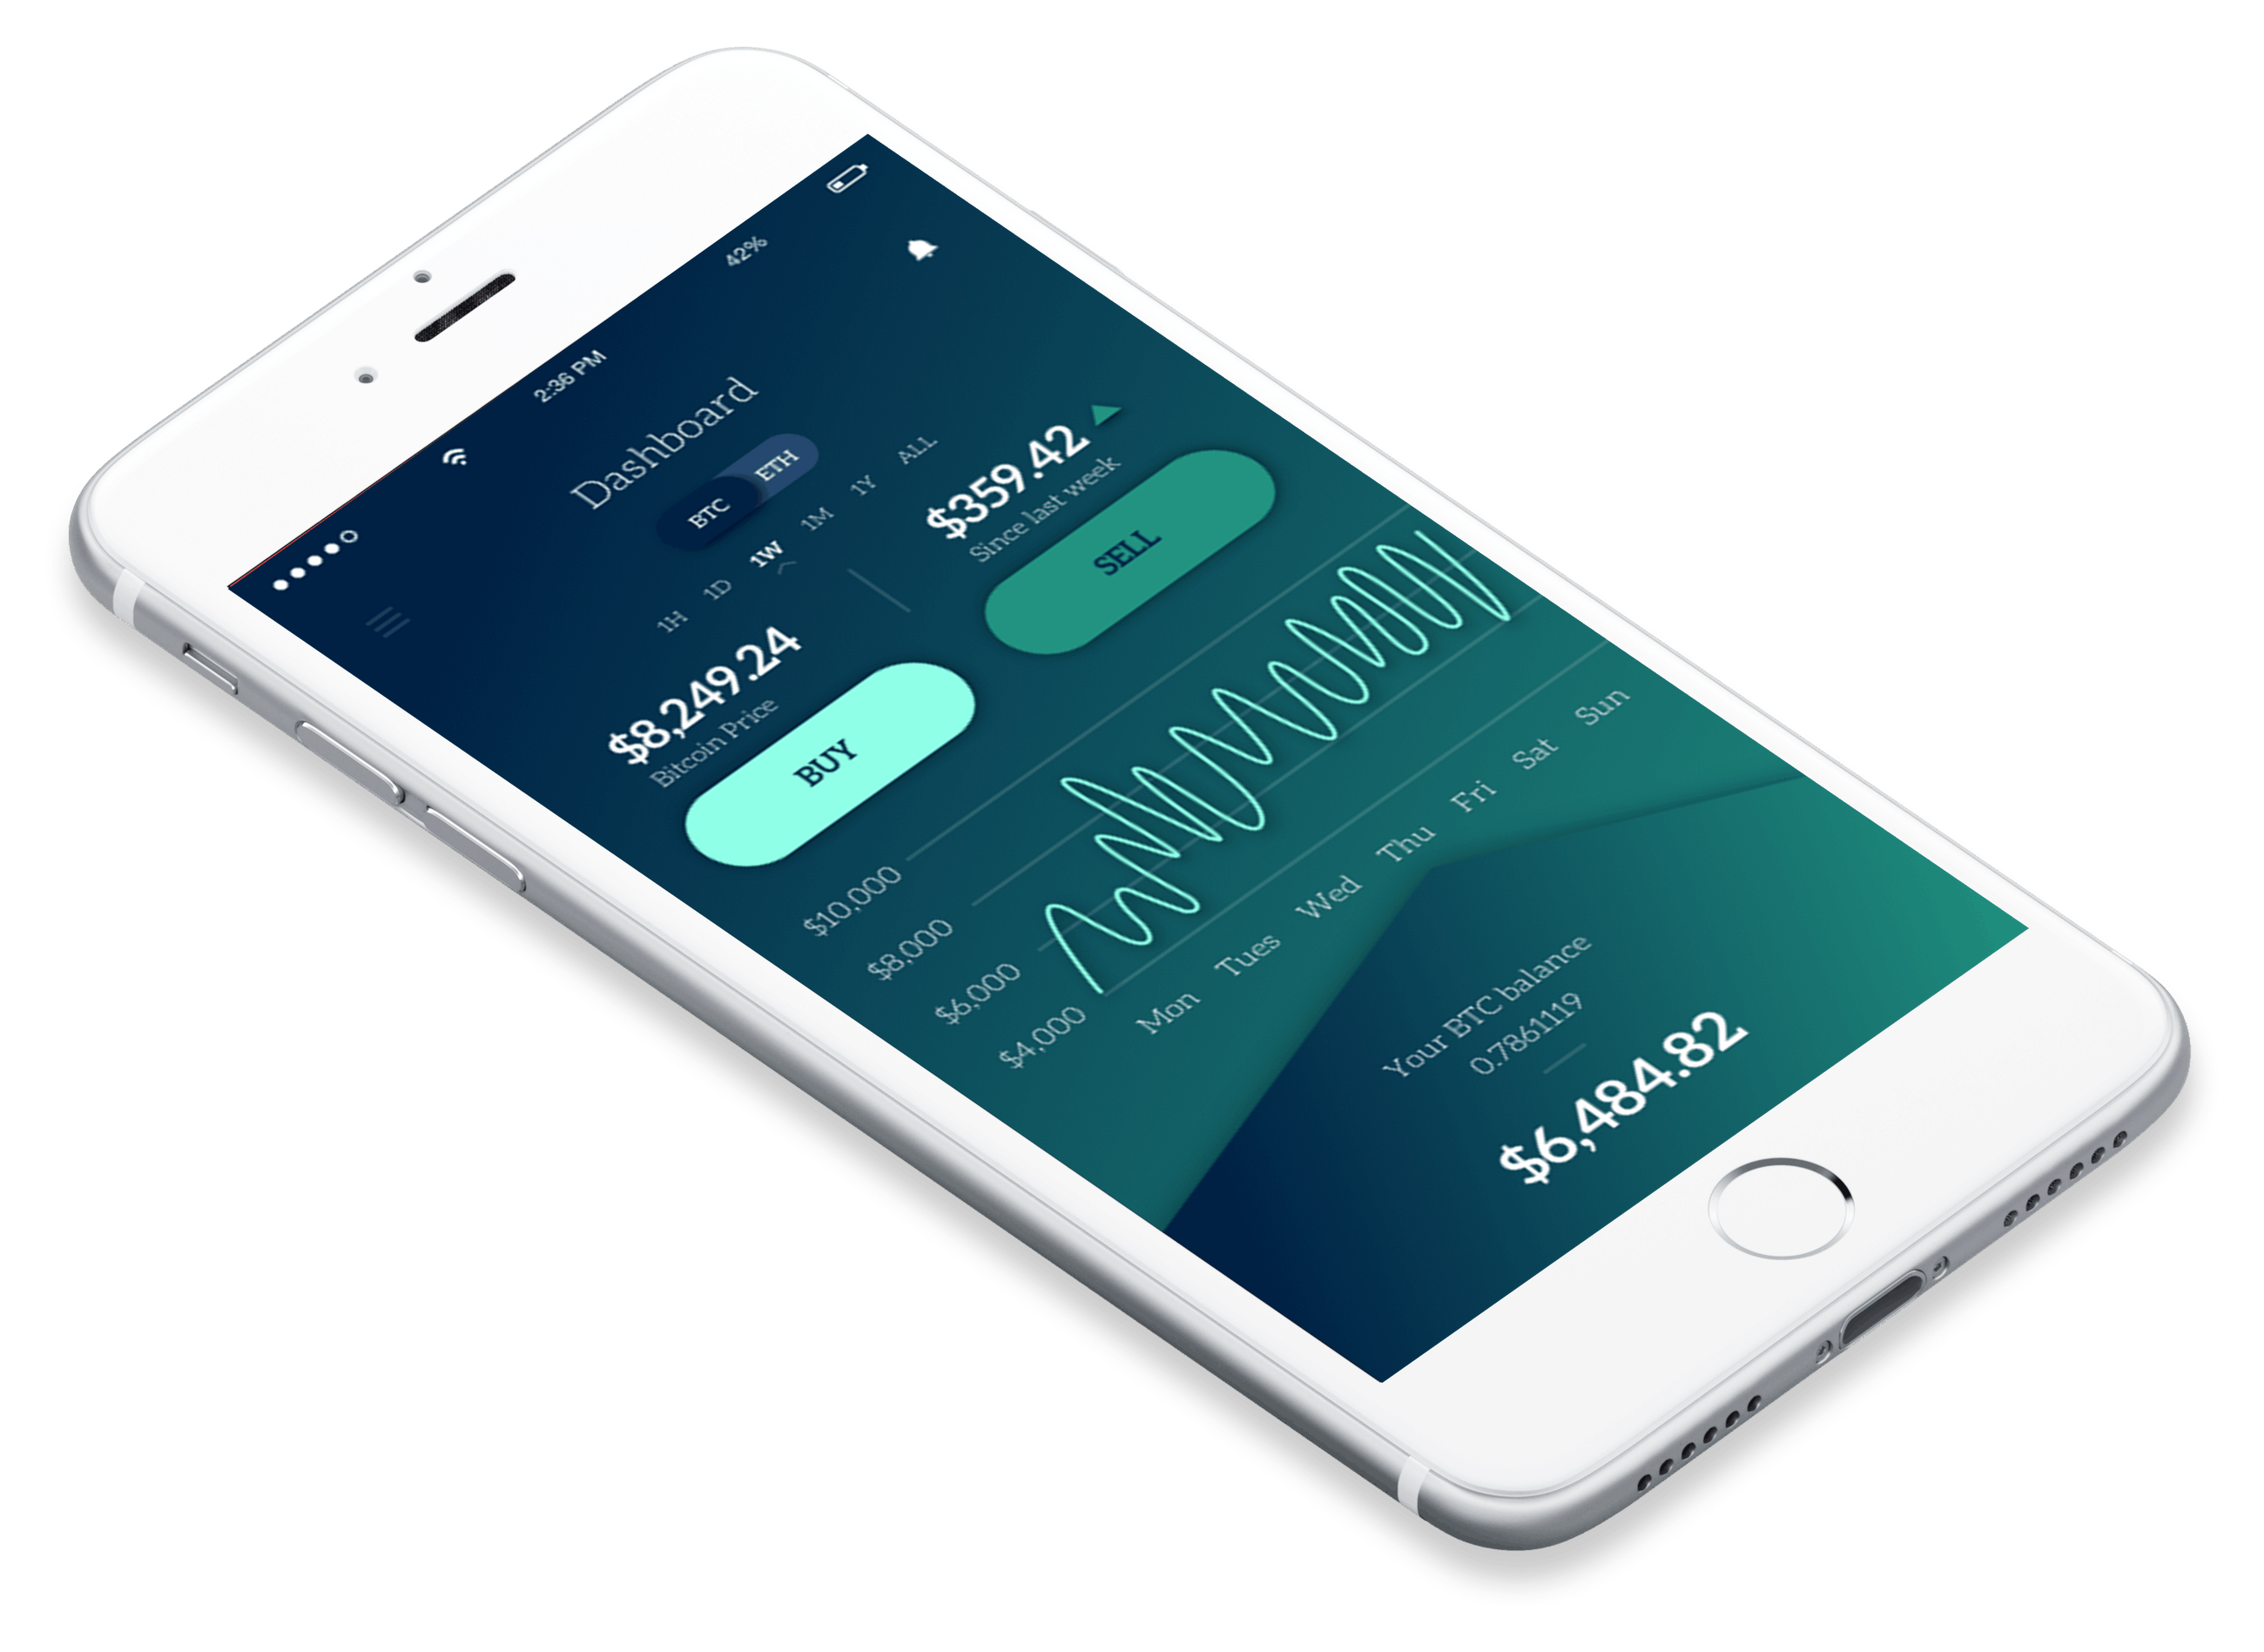 2:36 PM
42%
Dashboard
BTC ETH
1H 1D 1W 1M 1Y ALL
$8,249.24
Bitcoin Price
$359.42
Since last week
BUY
SELL
$10,000
$8,000
$6,000
$4,000
Mon Tues Wed Thu Fri Sat Sun
Your BTC balance
0.7861119
$6,484.82